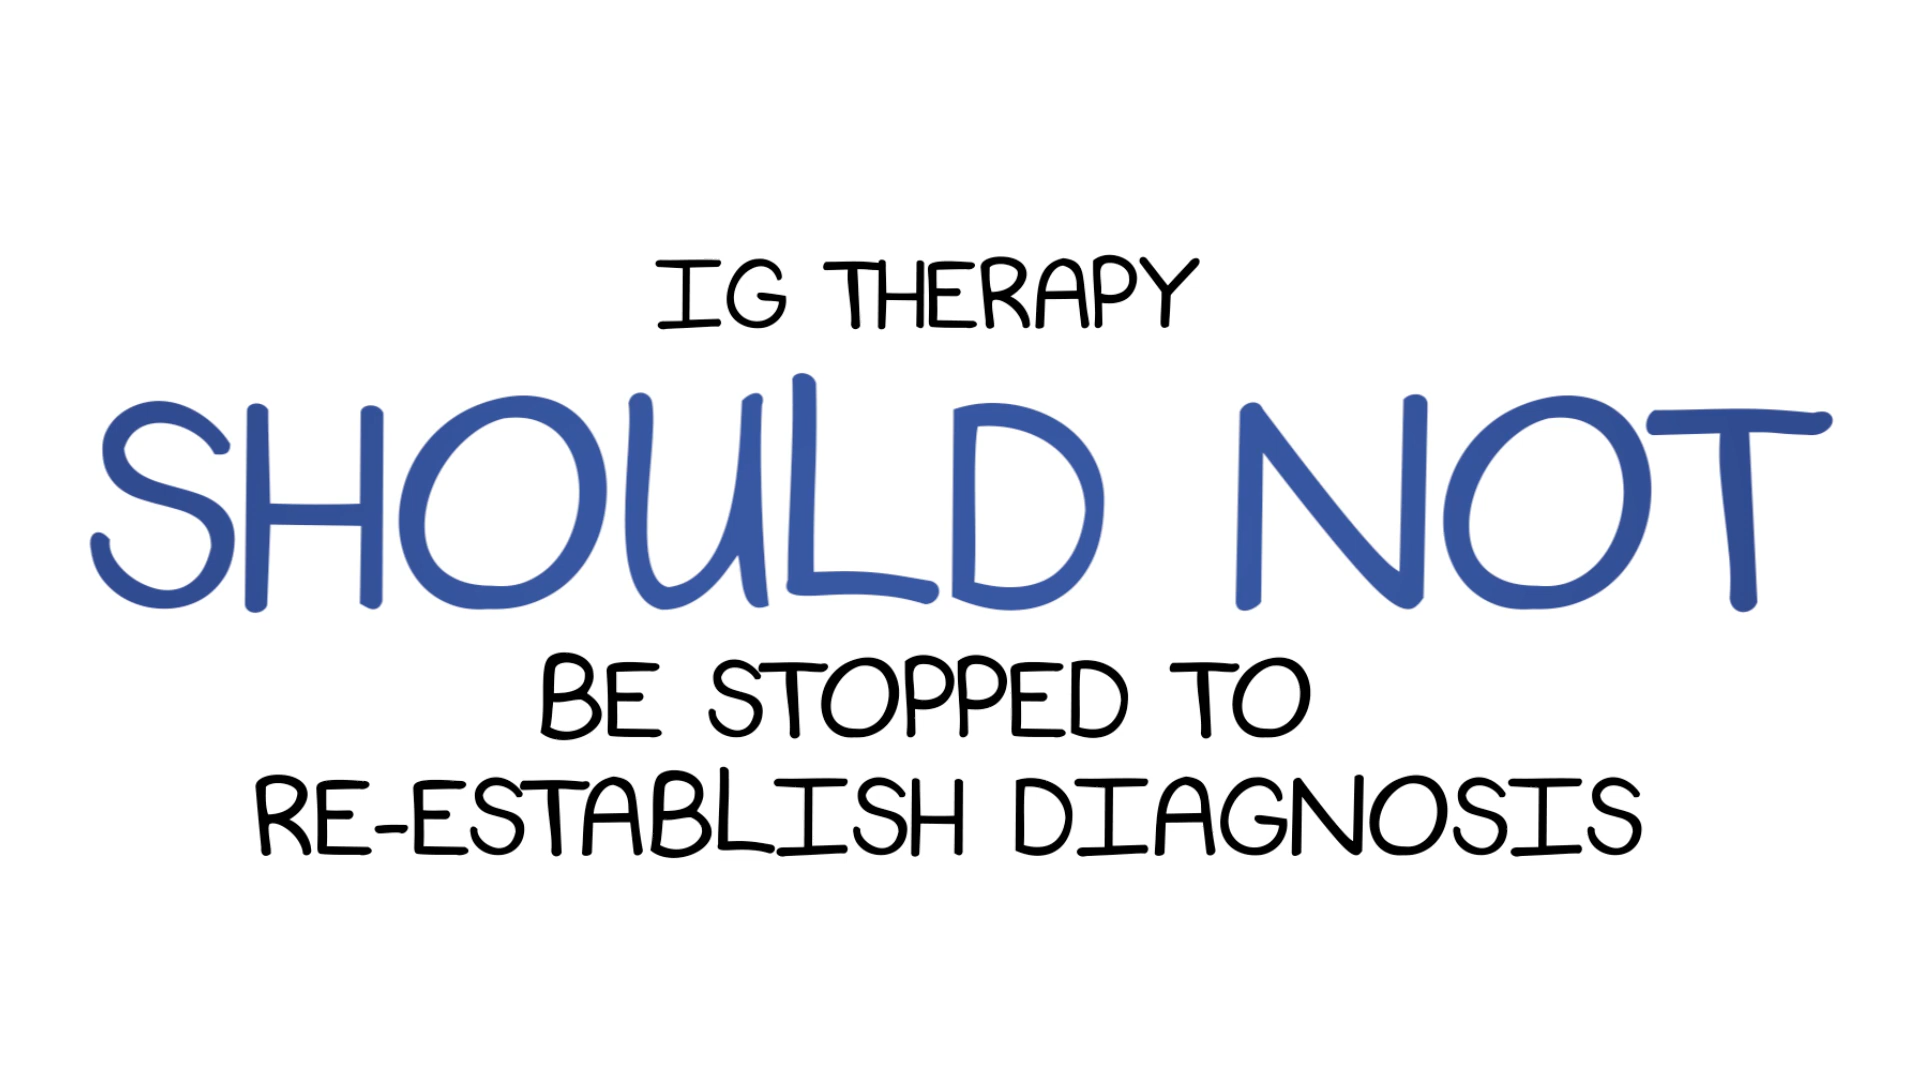 IG THERAPY
SHOULD NOT
BE STOPPED TO
RE-ESTABLISH DIAGNOSIS